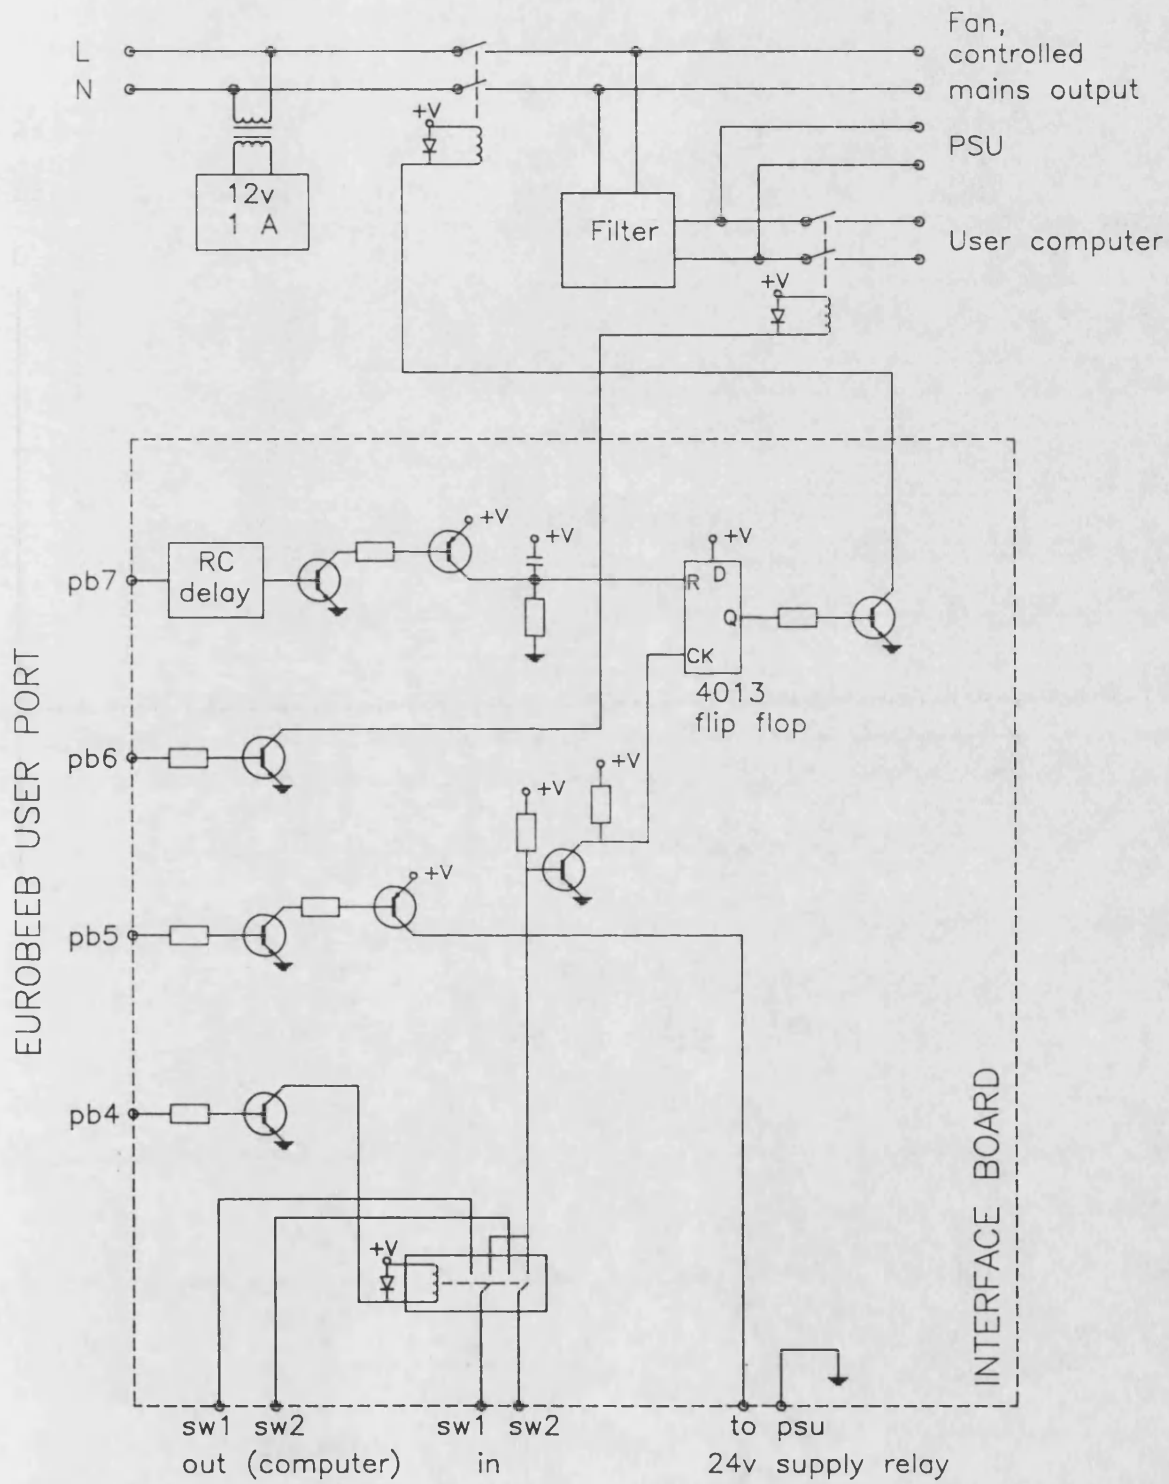 L
N
Fan,
controlled
mains output
+V
PSU
12v
1 A
Filter
User computer
+V
EUROBEEB USER PORT
INTERFACE BOARD
pb7
RC
delay
+V
+V
+V
R
D
Q
CK
4013
flip flop
pb6
+V
+V
+V
pb5
pb4
+V
sw1 sw2
sw1 sw2
to psu
out (computer)
in
24v supply relay